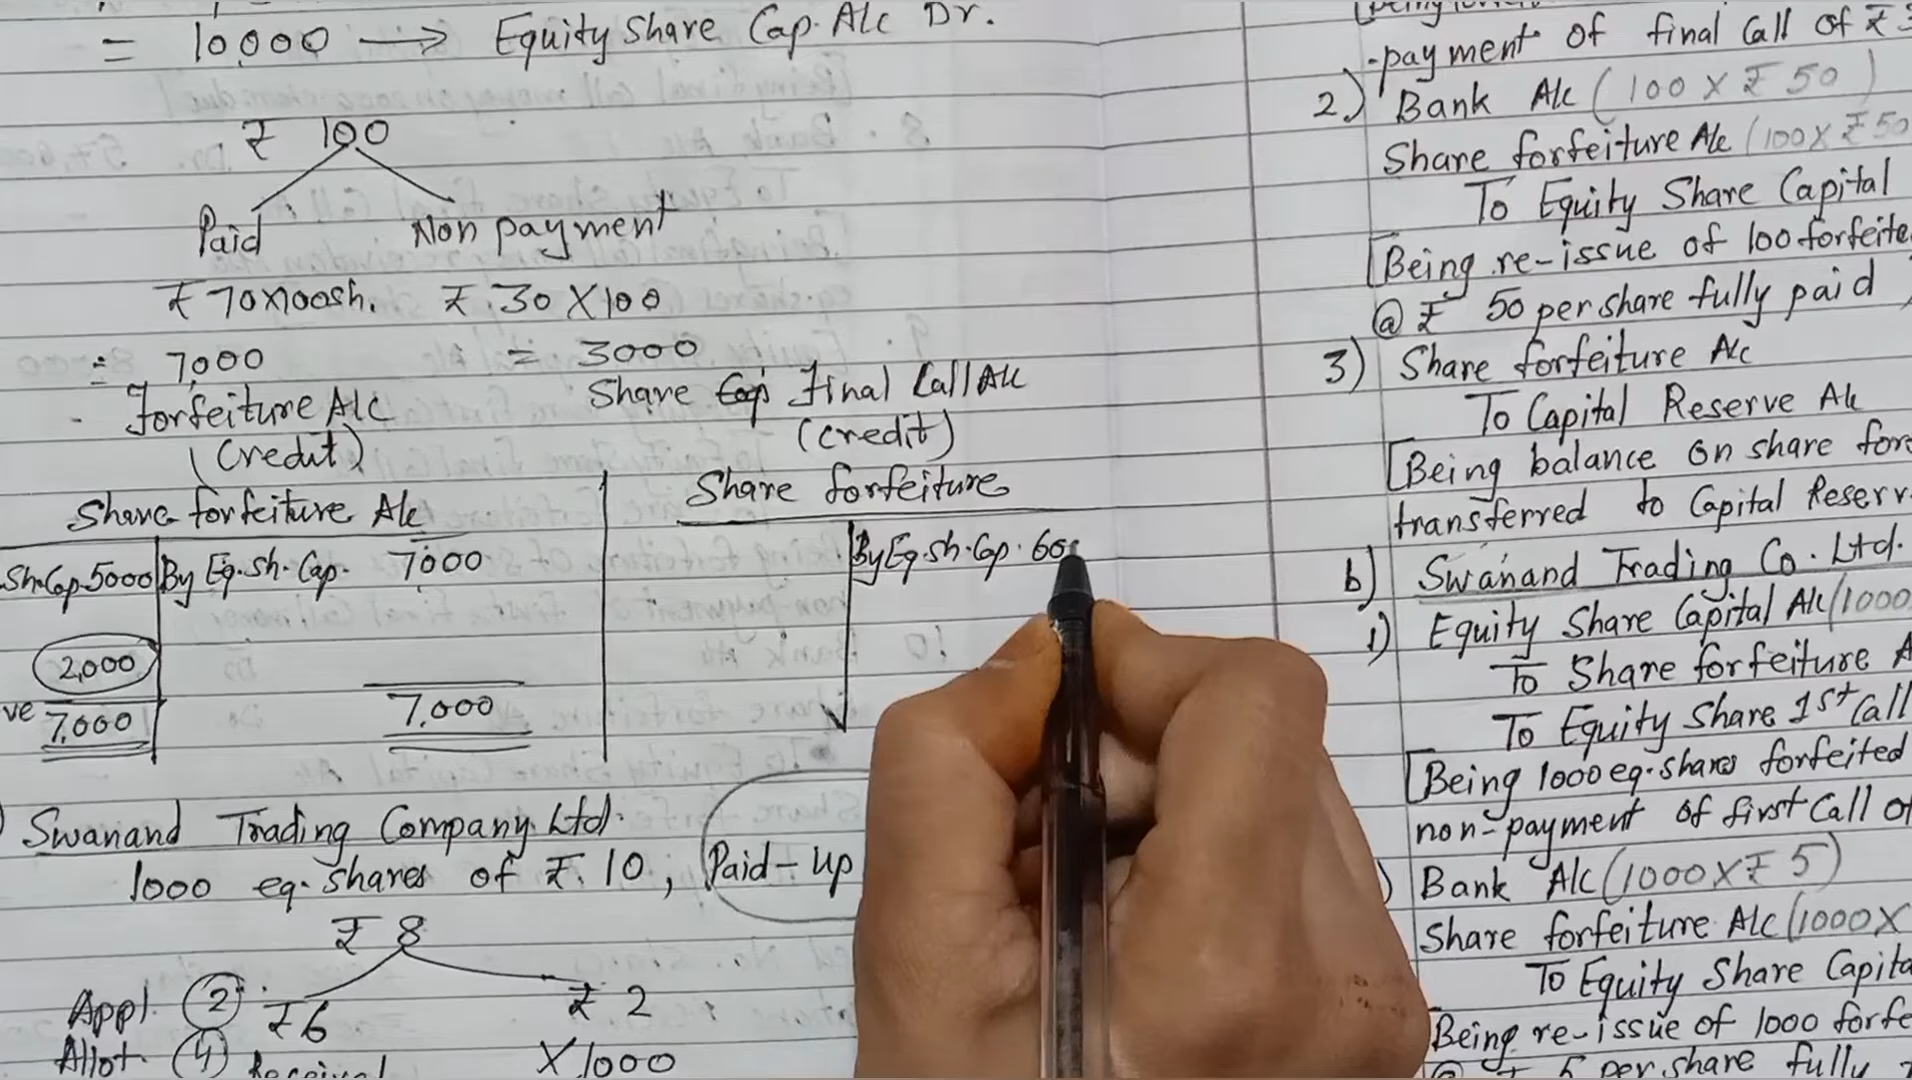 = 10,000 → Equity Share Cap. A/c Dr.
₹ 100
Paid Non payment
₹ 70×100sh. ₹. 30 × 100
= 7,000 = 3000
Forfeiture A/c Share Final Call A/c
(credit) (credit)
Share forfeiture A/c
Sh.Cap. 5000 By Eq. Sh. Cap. 7000
2,000
ve 7,000 7,000
Share forfeiture
By Eq. Sh. Cap. 60
Swanand Trading Company Ltd.
1000 eq. shares of ₹. 10, Paid-up
₹ 8
Appl. (2) ₹6 ₹ 2
Allot. (4) × 1000
-payment of final Call of ₹
2) Bank A/c (100 × ₹ 50)
Share forfeiture A/c (100 × ₹ 50
To Equity Share Capital
[Being re-issue of 100 forfeite
@ ₹ 50 per share fully paid
3) Share forfeiture A/c
To Capital Reserve A/c
[Being balance on share for
transferred to Capital Reserv
b) Swanand Trading Co. Ltd.
1) Equity Share Capital A/c (1000
To Share forfeiture A
To Equity Share 1st Call
[Being 1000 eq. shares forfeited
non-payment of first Call of
) Bank A/c (1000 × ₹ 5)
Share forfeiture A/c (1000 ×
To Equity Share Capita
Being re-issue of 1000 forfe
@ ₹ 5 per share fully